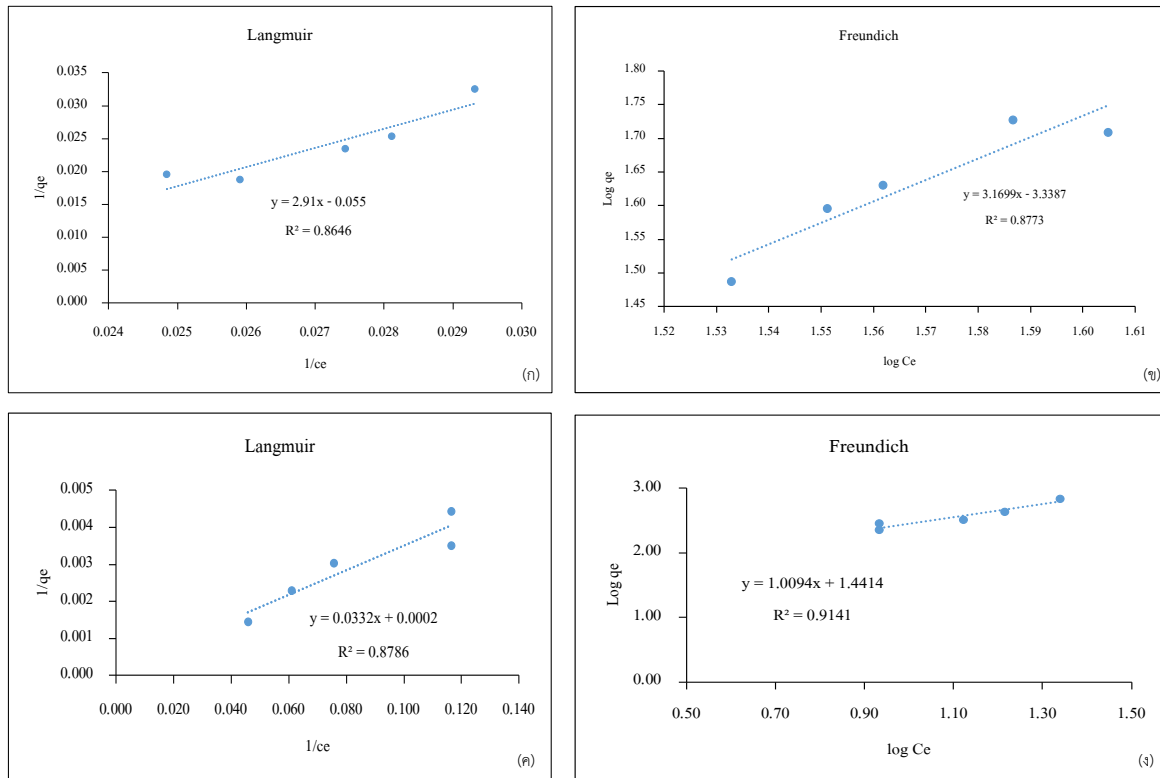 Langmuir
0.035
0.030
0.025
0.020
0.015
0.010
0.005
0.000
1/qe
y = 2.91x - 0.055
R² = 0.8646
0.024 0.025 0.026 0.027 0.028 0.029 0.030
1/ce
(ก)
Freundich
1.80
1.75
1.70
1.65
1.60
1.55
1.50
1.45
Log qe
y = 3.1699x - 3.3387
R² = 0.8773
1.52 1.53 1.54 1.55 1.56 1.57 1.58 1.59 1.60 1.61
log Ce
(ข)
Langmuir
0.005
0.004
0.003
0.002
0.001
0.000
1/qe
y = 0.0332x + 0.0002
R² = 0.8786
0.000 0.020 0.040 0.060 0.080 0.100 0.120 0.140
1/ce
(ค)
Freundich
3.00
2.00
1.00
0.00
Log qe
y = 1.0094x + 1.4414
R² = 0.9141
0.50 0.70 0.90 1.10 1.30 1.50
log Ce
(ง)